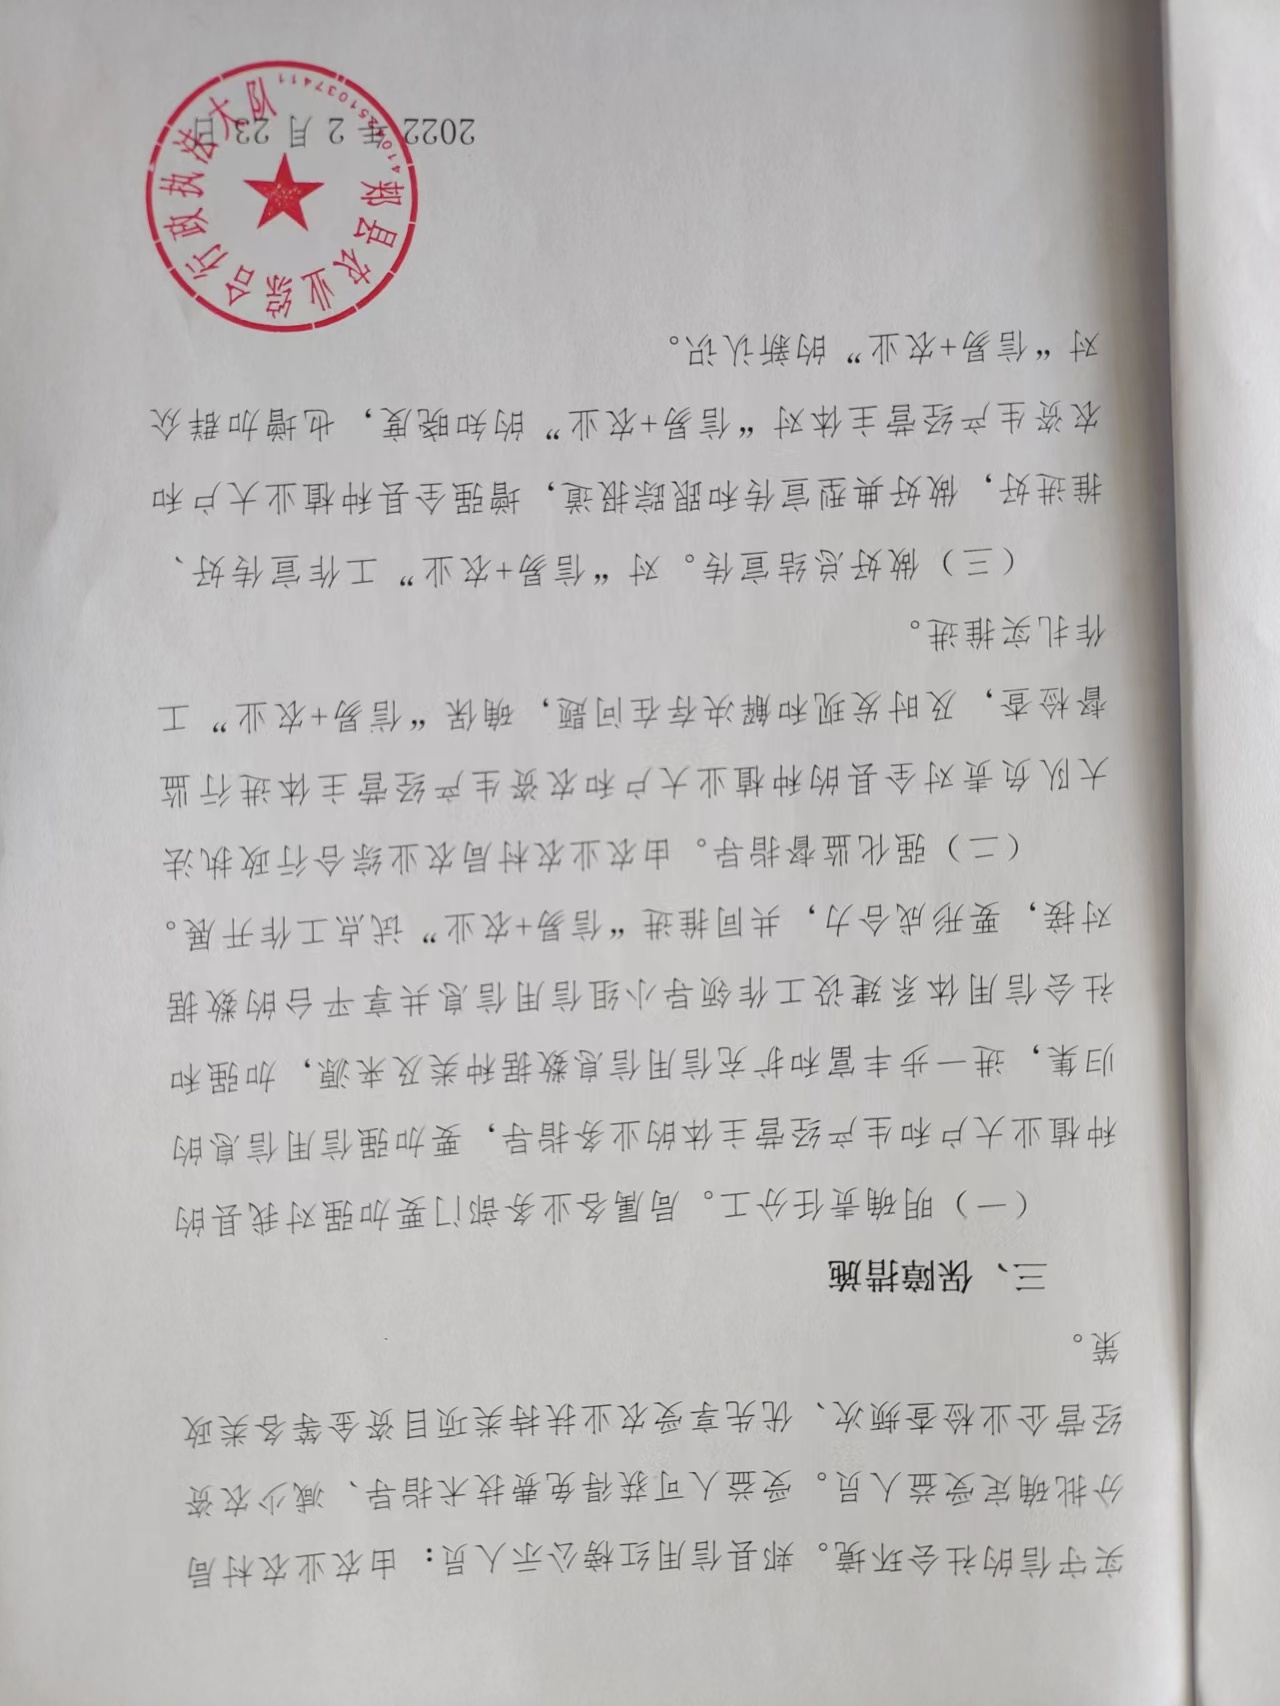 实守信的社会环境。郏县信用红榜公示人员：由农业农村局
分批确定受益人员。受益人可获得免费技术指导、减少农资
经营企业检查频次、优先享受农业扶持类项目资金等各类政
策。
三、保障措施
（一）明确责任分工。局属各业务部门要加强对我县的
种植业大户和生产经营主体的业务指导，要加强信用信息的
归集，进一步丰富和扩充信用信息数据种类及来源，加强和
社会信用体系建设工作领导小组信用信息共享平台的数据
对接，要形成合力，共同推进“信易+农业”试点工作开展。
（二）强化监督指导。由农业农村局农业综合行政执法
大队负责对全县的种植业大户和农资生产经营主体进行监
督检查，及时发现和解决存在问题，确保“信易+农业”工
作扎实推进。
（三）做好总结宣传。对“信易+农业”工作宣传好、
推进好，做好典型宣传和跟踪报道，增强全县种植业大户和
农资生产经营主体对“信易+农业”的知晓度，也增加群众
对“信易+农业”的新认识。
2022年2月23日
郏县农业综合行政执法大队